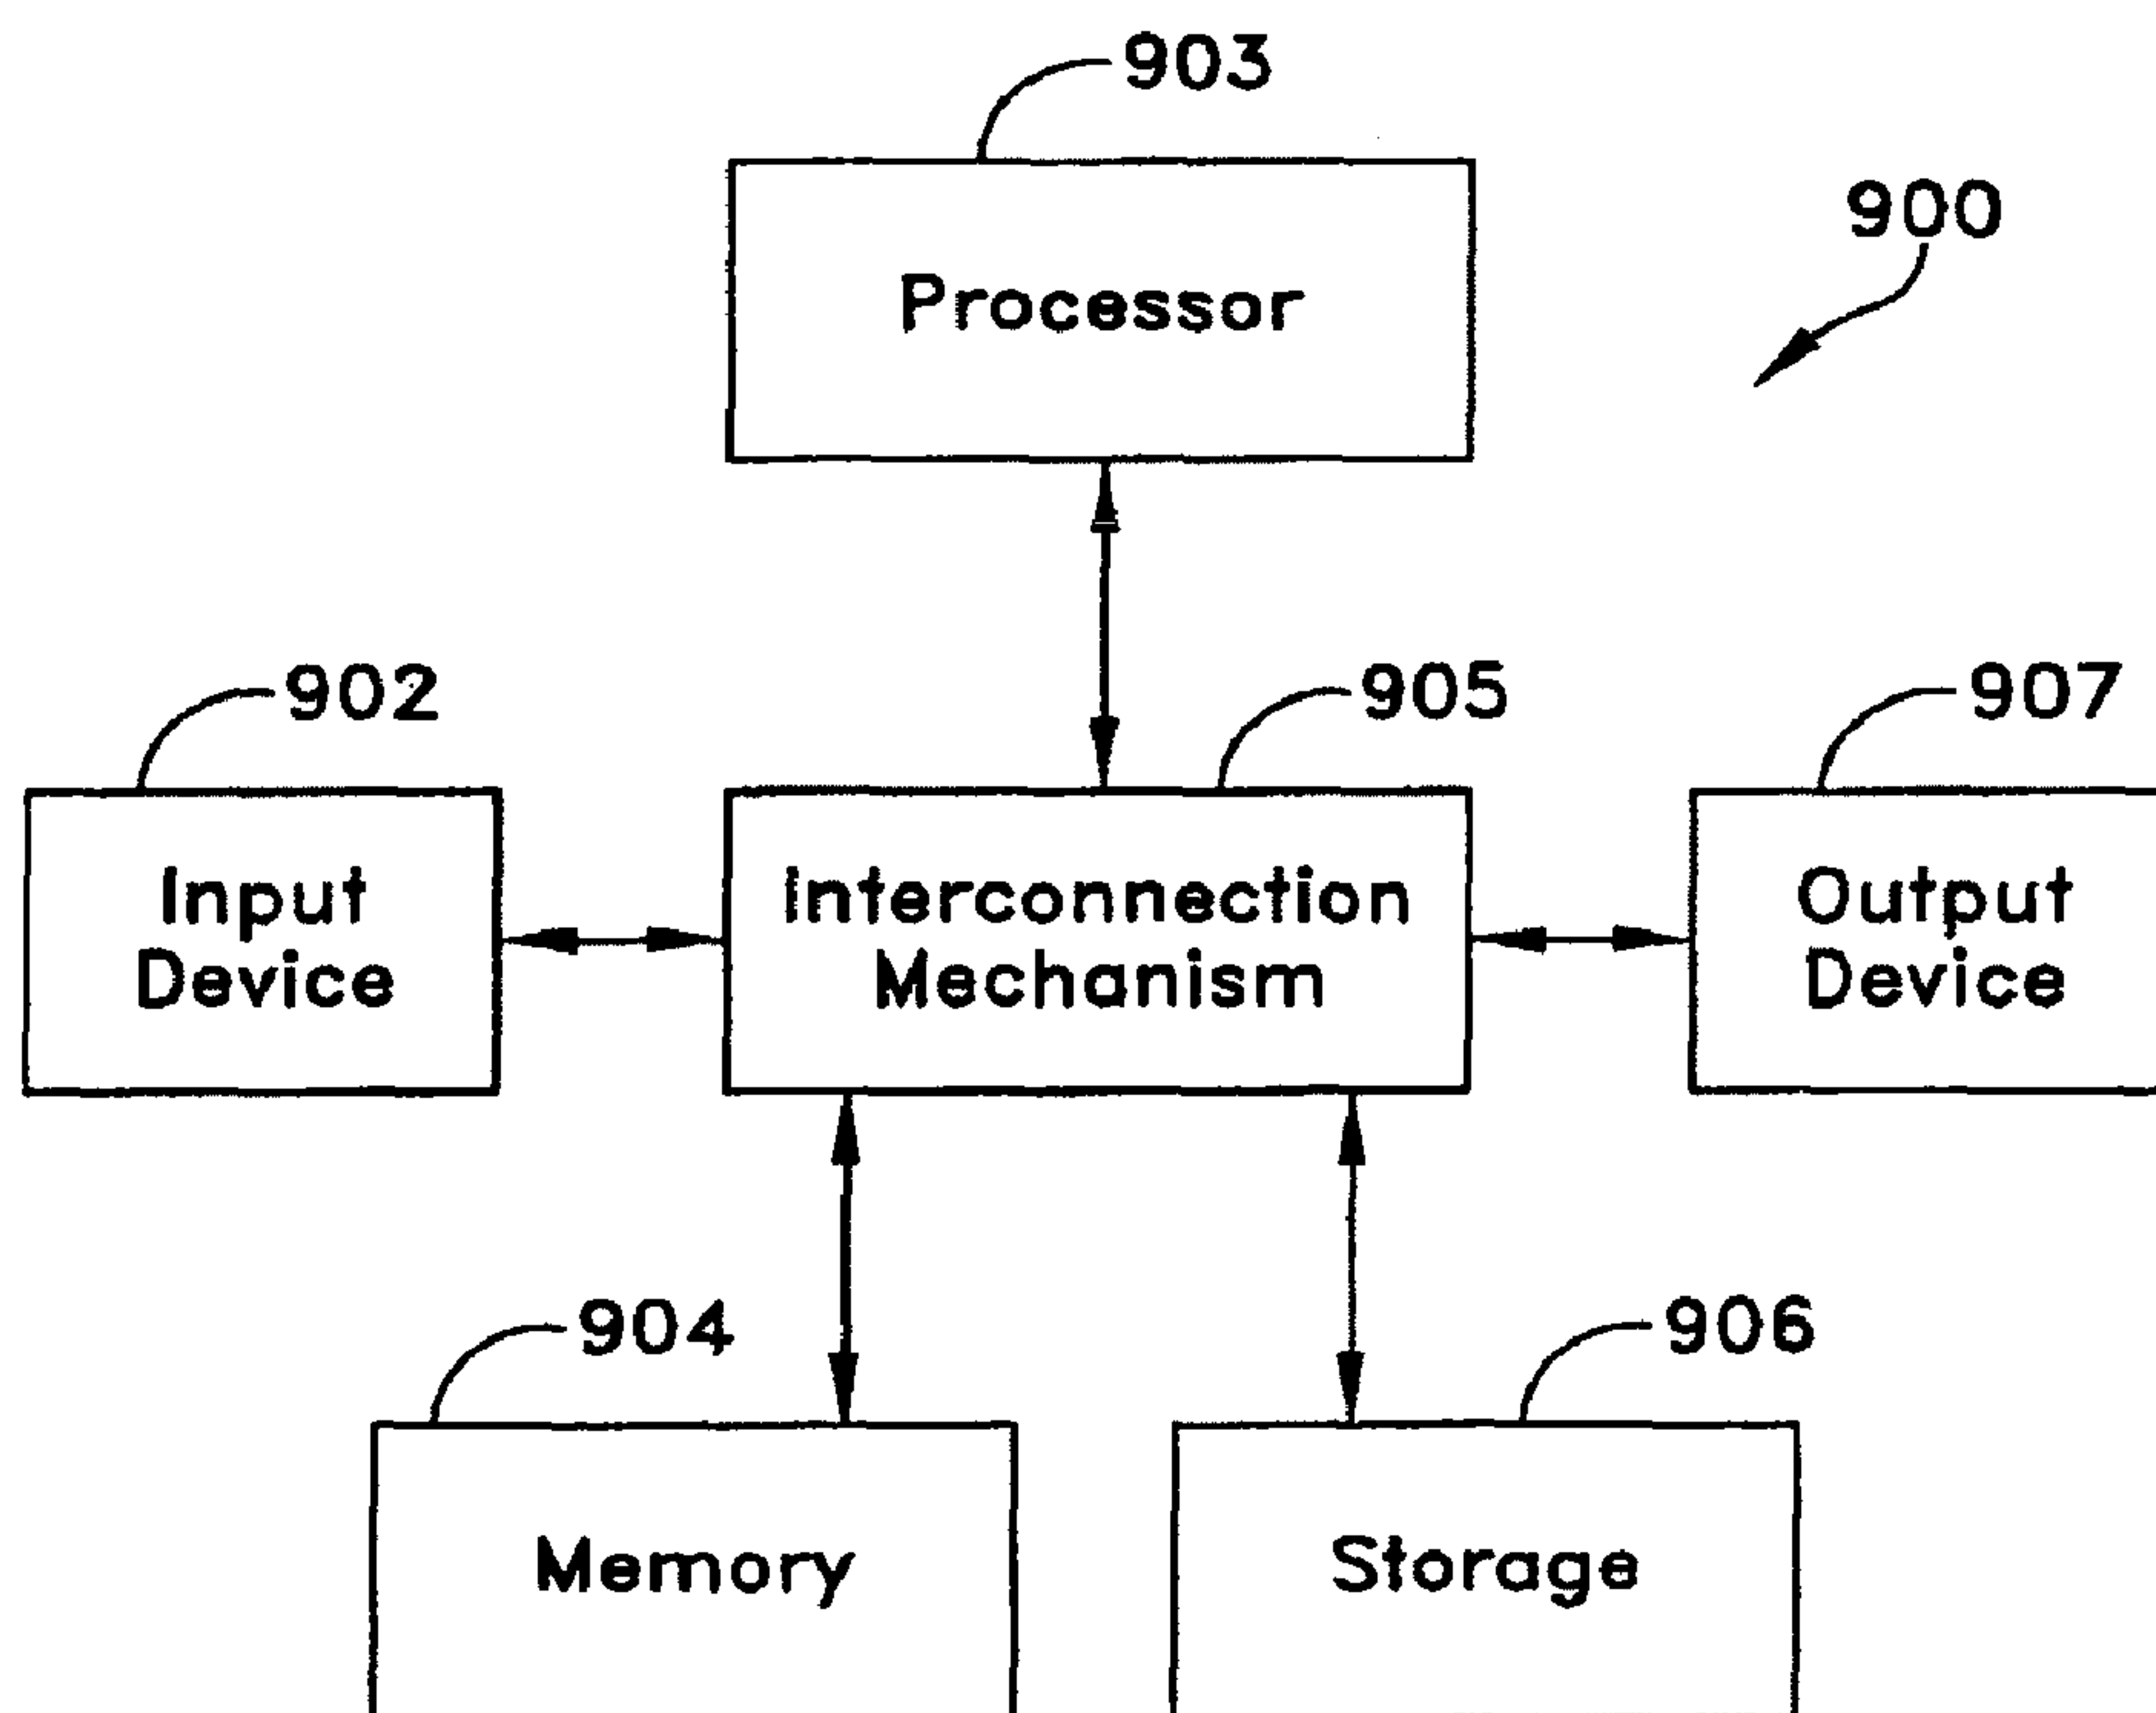 903
900
Processor
902
905
907
Input
Device
Interconnection
Mechanism
Output
Device
904
906
Memory
Storage